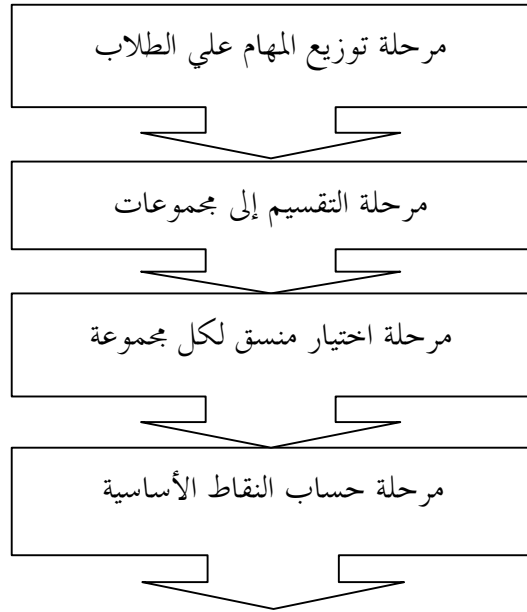 مرحلة توزيع المهام علي الطلاب
مرحلة التقسيم إلى مجموعات
مرحلة اختيار منسق لكل مجموعة
مرحلة حساب النقاط الأساسية